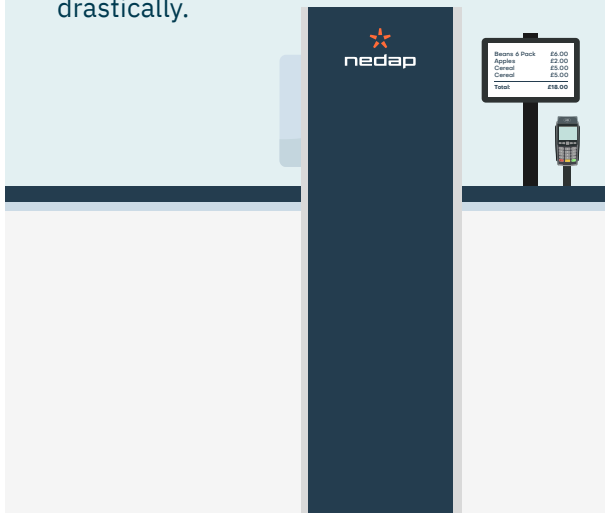 drastically.
nedap
Beans 6 Pack £6.00
Apples £2.00
Cereal £5.00
Cereal £5.00
Total: £18.00